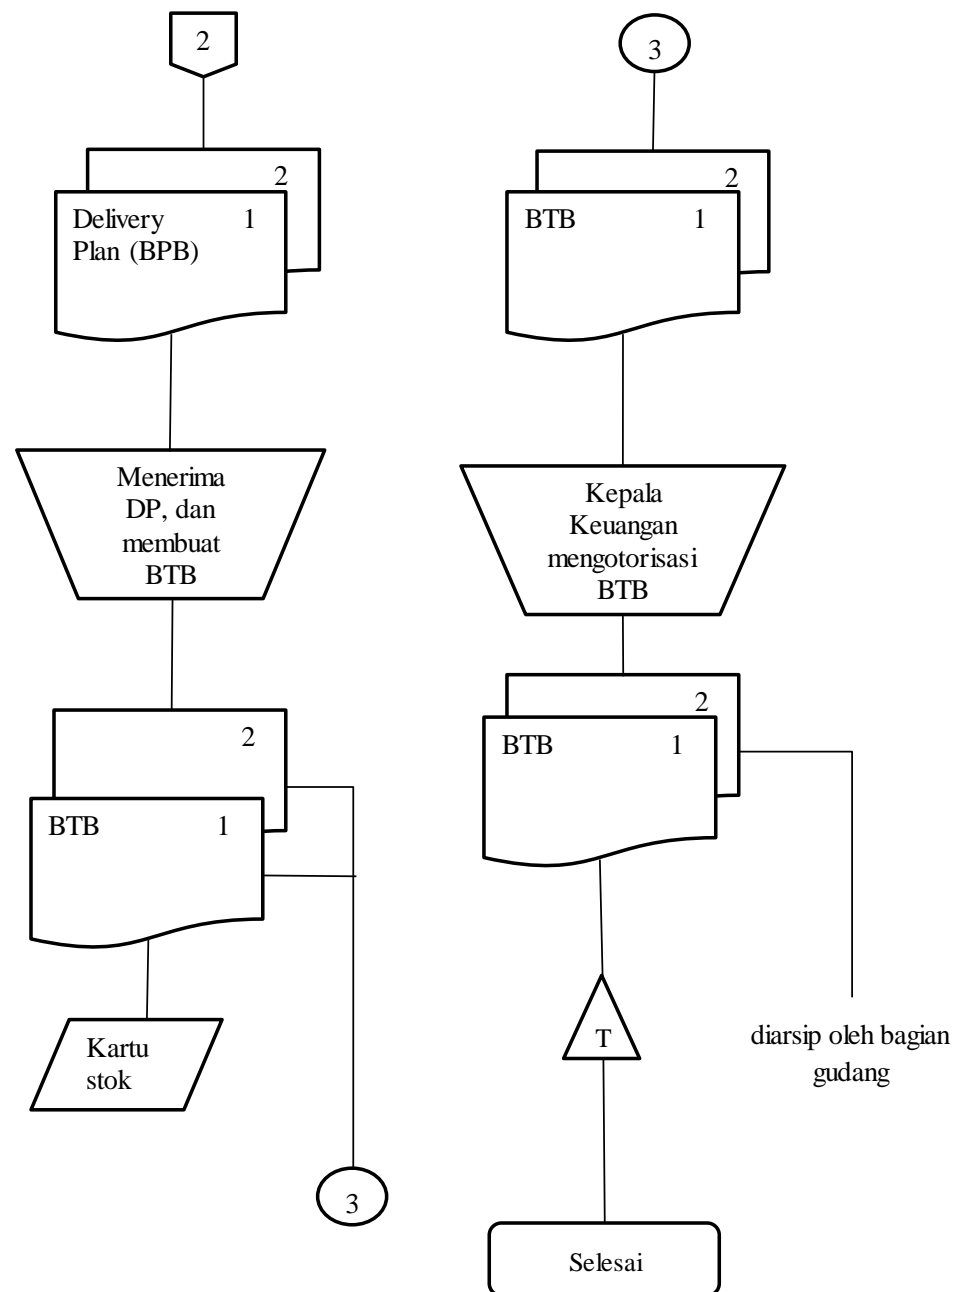 2
2
Delivery 1
Plan (BPB)
Menerima
DP, dan
membuat
BTB
2
BTB 1
Kartu
stok
3
3
2
BTB 1
Kepala
Keuangan
mengotorisasi
BTB
2
BTB 1
T
diarsip oleh bagian
gudang
Selesai